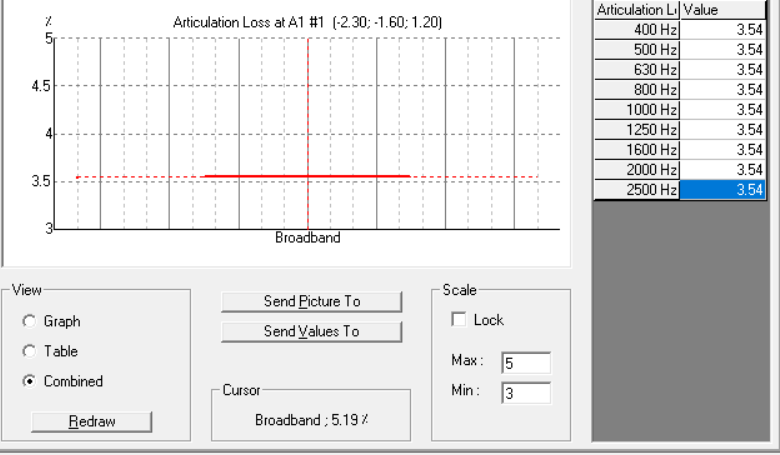 % Articulation Loss at A1 #1 (-2.30; -1.60; 1.20)
5
4.5
4
3.5
3
Broadband
Articulation Lo Value
400 Hz 3.54
500 Hz 3.54
630 Hz 3.54
800 Hz 3.54
1000 Hz 3.54
1250 Hz 3.54
1600 Hz 3.54
2000 Hz 3.54
2500 Hz 3.54
View
Graph
Table
Combined
Redraw
Send Picture To
Send Values To
Cursor
Broadband ; 5.19 %
Scale
Lock
Max : 5
Min : 3